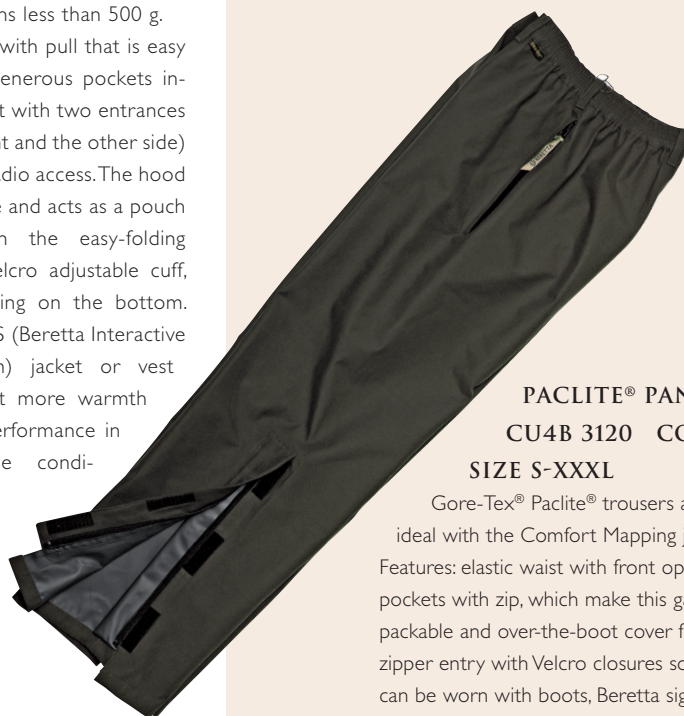 ns less than 500 g.
with pull that is easy
enerous pockets in-
t with two entrances
t and the other side)
dio access. The hood
e and acts as a pouch
n the easy-folding
elcro adjustable cuff,
ing on the bottom.
S (Beretta Interactive
n) jacket or vest
t more warmth
erformance in
e condi-
BERETTA
PACLITE® PAN
CU4B 3120 CO
SIZE S-XXXL
Gore-Tex® Paclite® trousers a
ideal with the Comfort Mapping j
Features: elastic waist with front op
pockets with zip, which make this ga
packable and over-the-boot cover f
zipper entry with Velcro closures so
can be worn with boots, Beretta sig